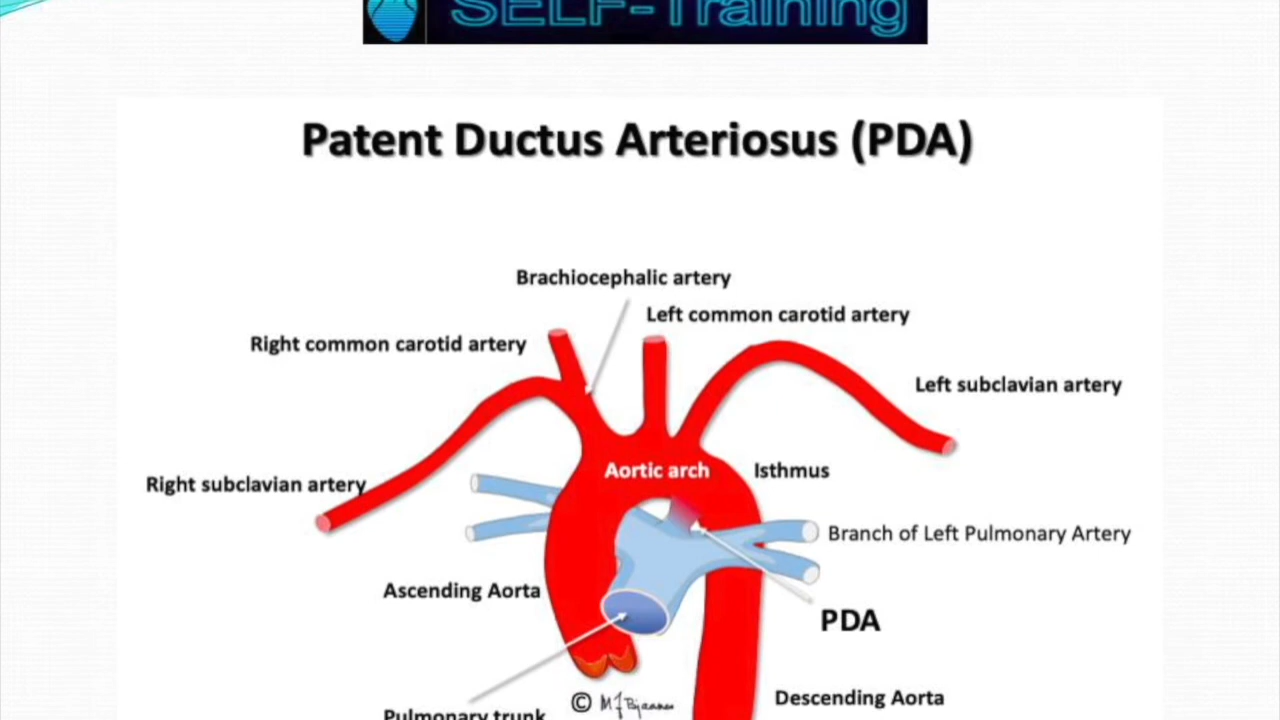 SELF-Training
Patent Ductus Arteriosus (PDA)
Brachiocephalic artery
Left common carotid artery
Right common carotid artery
Left subclavian artery
Aortic arch
Isthmus
Right subclavian artery
Branch of Left Pulmonary Artery
Ascending Aorta
PDA
Descending Aorta
©
Pulmonary trunk